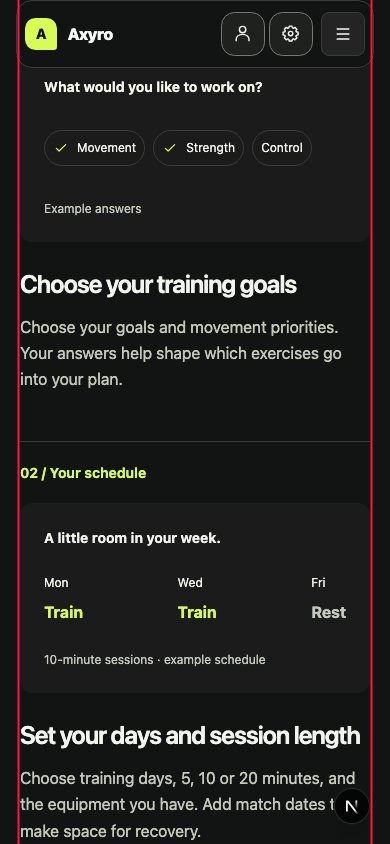 A Axyro
What would you like to work on?
Movement Strength Control
Example answers
Choose your training goals
Choose your goals and movement priorities.
Your answers help shape which exercises go
into your plan.
02 / Your schedule
A little room in your week.
Mon Wed Fri
Train Train Rest
10-minute sessions · example schedule
Set your days and session length
Choose training days, 5, 10 or 20 minutes, and
the equipment you have. Add match dates
N
make space for recovery.